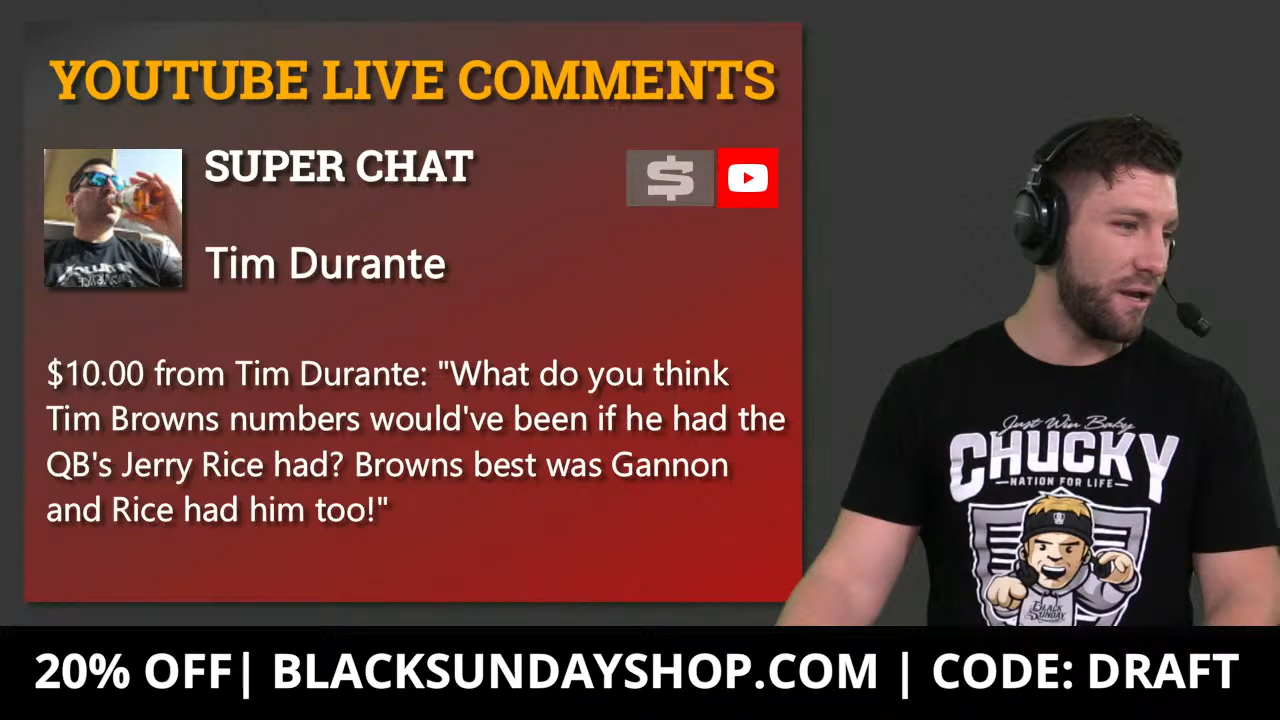 YOUTUBE LIVE COMMENTS
SUPER CHAT
$
Tim Durante
$10.00 from Tim Durante: "What do you think
Tim Browns numbers would've been if he had the
QB's Jerry Rice had? Browns best was Gannon
and Rice had him too!"
Just Win Baby
CHUCKY
NATION FOR LIFE
BLACK
SUNDAY
20% OFF| BLACKSUNDAYSHOP.COM | CODE: DRAFT